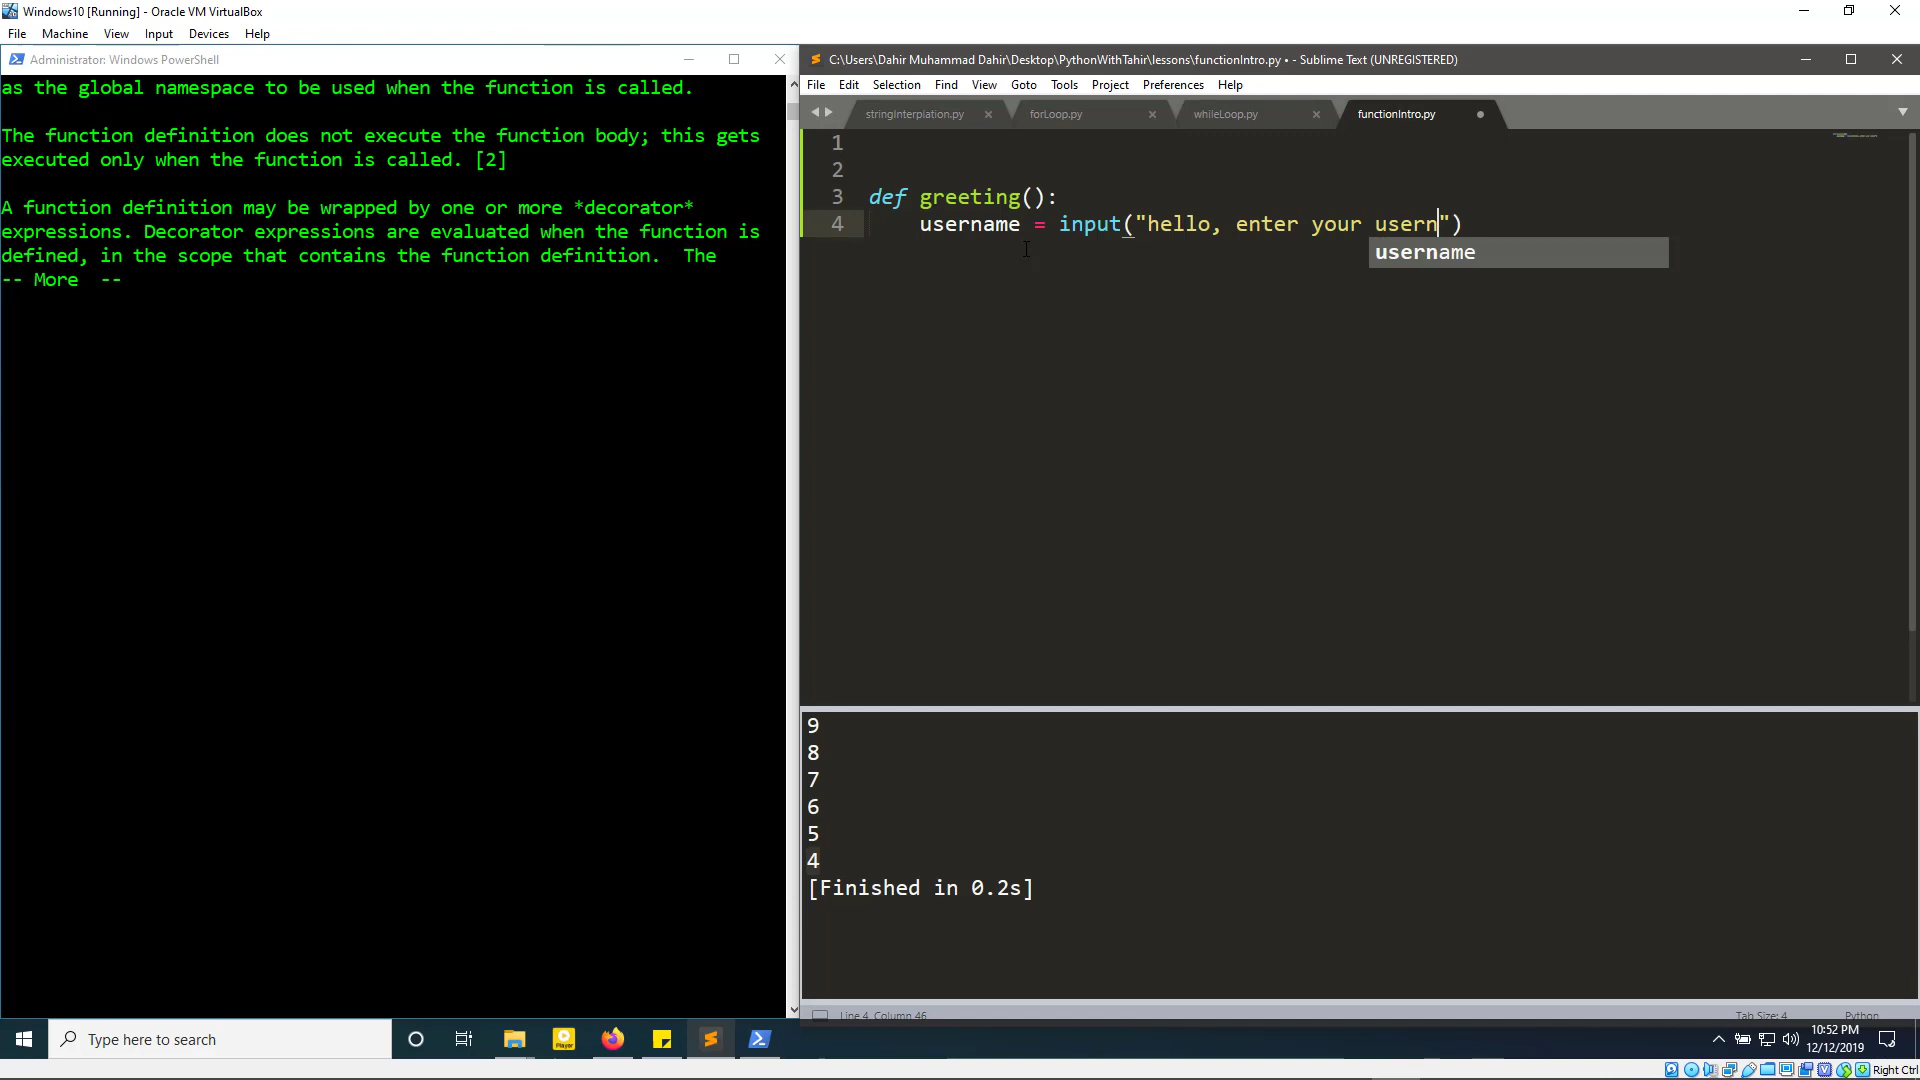 Windows10 [Running] - Oracle VM VirtualBox
File Machine View Input Devices Help
Administrator: Windows PowerShell
as the global namespace to be used when the function is called.
The function definition does not execute the function body; this gets
executed only when the function is called. [2]
A function definition may be wrapped by one or more *decorator*
expressions. Decorator expressions are evaluated when the function is
defined, in the scope that contains the function definition.  The
-- More  --
C:\Users\Dahir Muhammad Dahir\Desktop\PythonWithTahir\lessons\functionIntro.py • - Sublime Text (UNREGISTERED)
File Edit Selection Find View Goto Tools Project Preferences Help
stringInterplation.py × forLoop.py × whileLoop.py × functionIntro.py
1
2
3 def greeting():
4     username = input("hello, enter your usern")
username
9
8
7
6
5
4
[Finished in 0.2s]
Line 4, Column 46 Tab Size: 4 Python
Type here to search
10:52 PM
12/12/2019
Right Ctrl